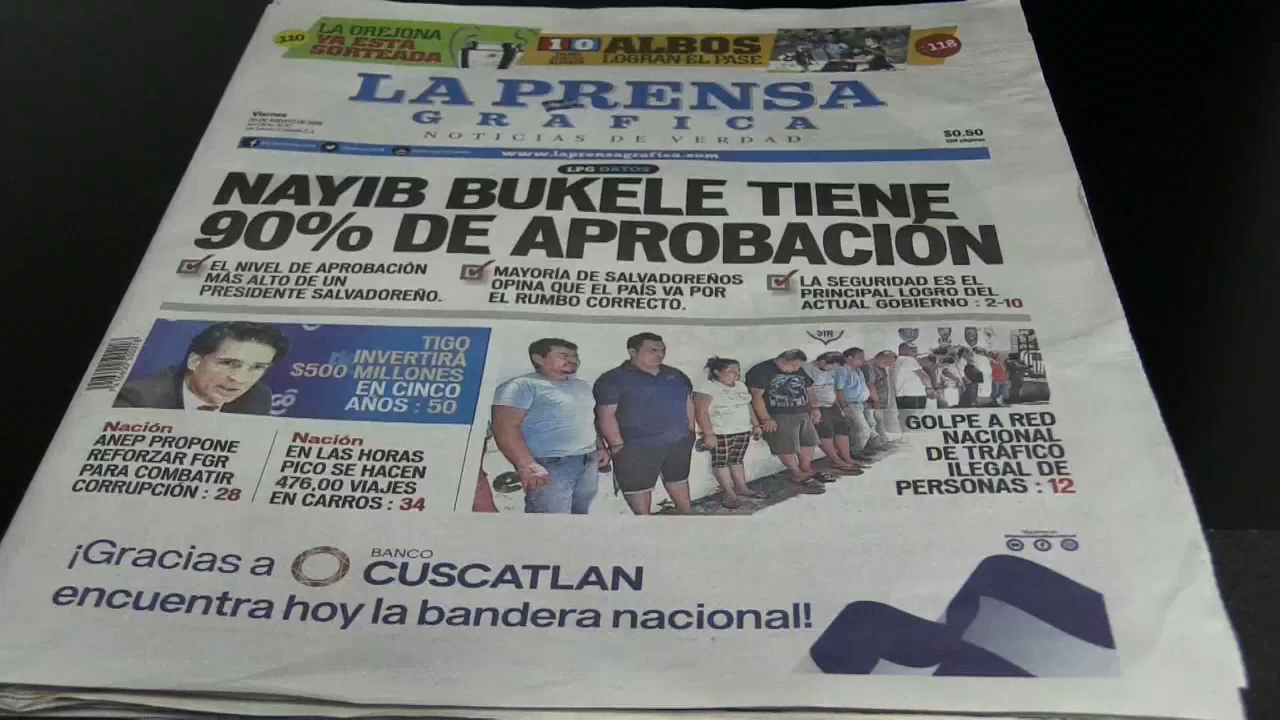 110
LA OREJONA
YA ESTÁ
SORTEADA
10 ALBOS
LOGRAN EL PASE
118
LA PRENSA
GRÁFICA
NOTICIAS DE VERDAD
Viernes
$0.50
www.laprensagrafica.com
LPG DATOS
NAYIB BUKELE TIENE
90% DE APROBACIÓN
EL NIVEL DE APROBACIÓN
MÁS ALTO DE UN
PRESIDENTE SALVADOREÑO.
MAYORÍA DE SALVADOREÑOS
OPINA QUE EL PAÍS VA POR
EL RUMBO CORRECTO.
LA SEGURIDAD ES EL
PRINCIPAL LOGRO DEL
ACTUAL GOBIERNO : 2-10
TIGO
INVERTIRÁ
$500 MILLONES
EN CINCO
AÑOS : 50
Nación
ANEP PROPONE
REFORZAR FGR
PARA COMBATIR
CORRUPCIÓN : 28
Nación
EN LAS HORAS
PICO SE HACEN
476,00 VIAJES
EN CARROS : 34
GOLPE A RED
NACIONAL
DE TRÁFICO
ILEGAL DE
PERSONAS : 12
¡Gracias a BANCO CUSCATLAN
encuentra hoy la bandera nacional!